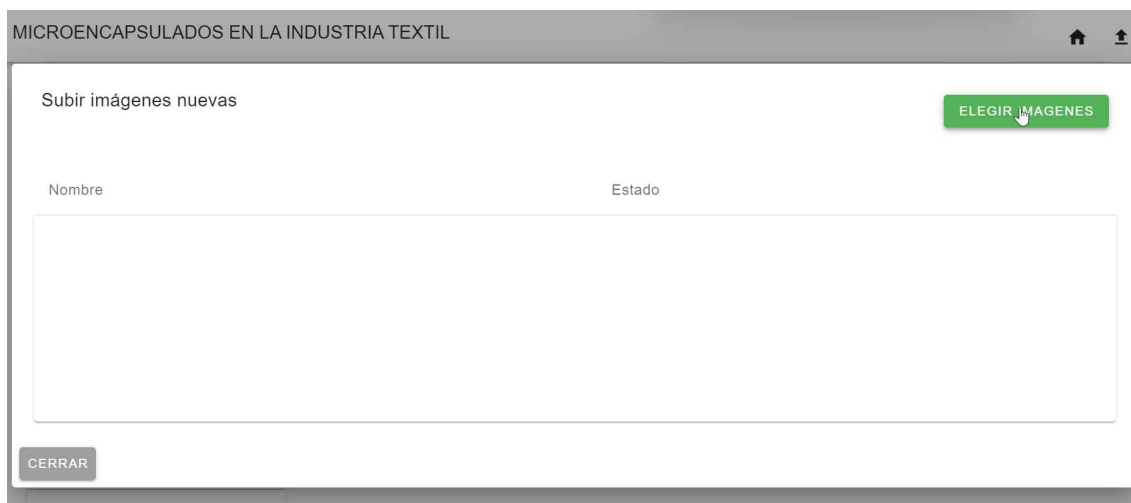 MICROENCAPSULADOS EN LA INDUSTRIA TEXTIL
Subir imágenes nuevas
ELEGIR IMAGENES
Nombre
Estado
CERRAR